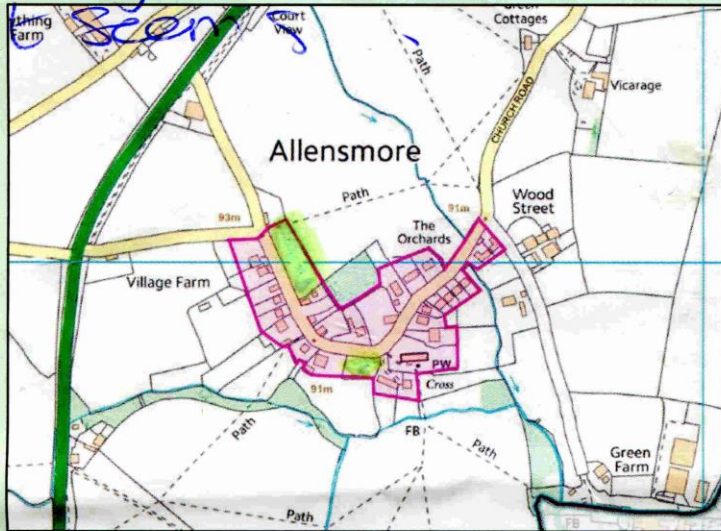 scem
thing
Farm
Court
View
Green
Cottages
Path
Vicarage
CHURCH ROAD
Allensmore
Path
Wood
Street
93m
91m
The
Orchards
Village Farm
PW
Cross
91m
Path
FB
Path
Green
Farm
Path
FB